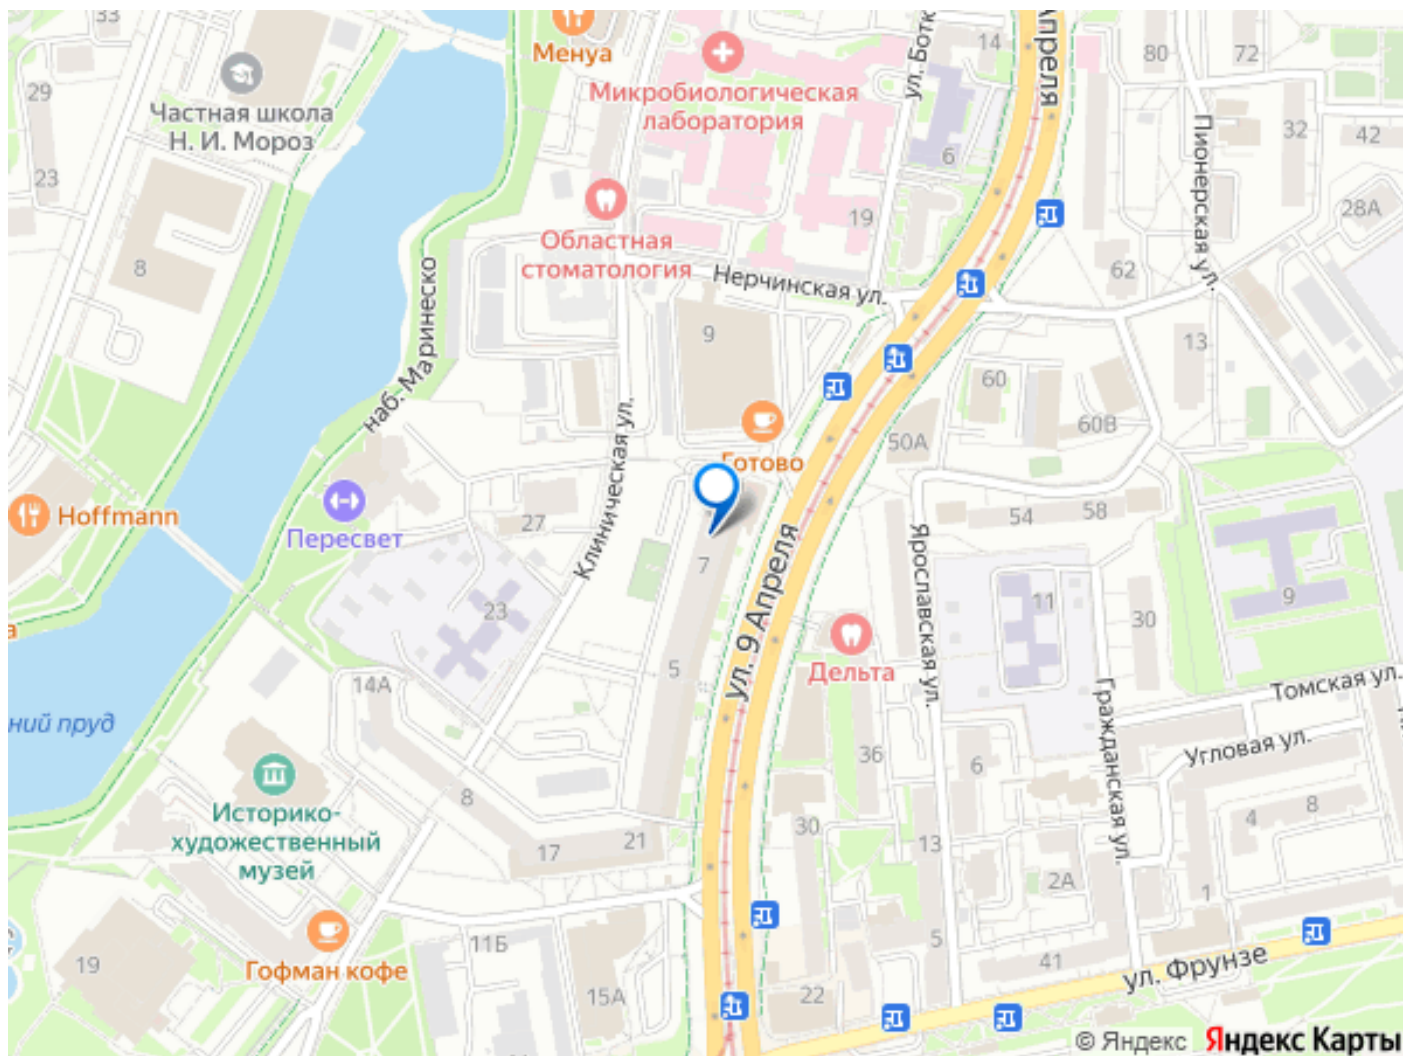 33
Менуа
14
Апреля
80
72
ул. Ботк
29
Частная школа
Н. И. Мороз
Микробиологическая
лаборатория
Пионерская ул.
32
42
6
23
19
28А
8
Областная
стоматология
Нерчинская ул.
62
наб. Маринеско
9
13
60
60В
50А
Готово
Клиническая ул.
Hoffmann
Пересвет
27
54
58
7
ул. 9 Апреля
Ярославская ул.
23
11
30
9
Дельта
5
14А
Гражданская ул.
Томская ул.
ний пруд
36
6
Угловая ул.
Историко-
художественный
музей
8
17
21
30
13
4
8
2А
1
Гофман кофе
19
11Б
15А
22
5
41
ул. Фрунзе
© Яндекс Яндекс Карты